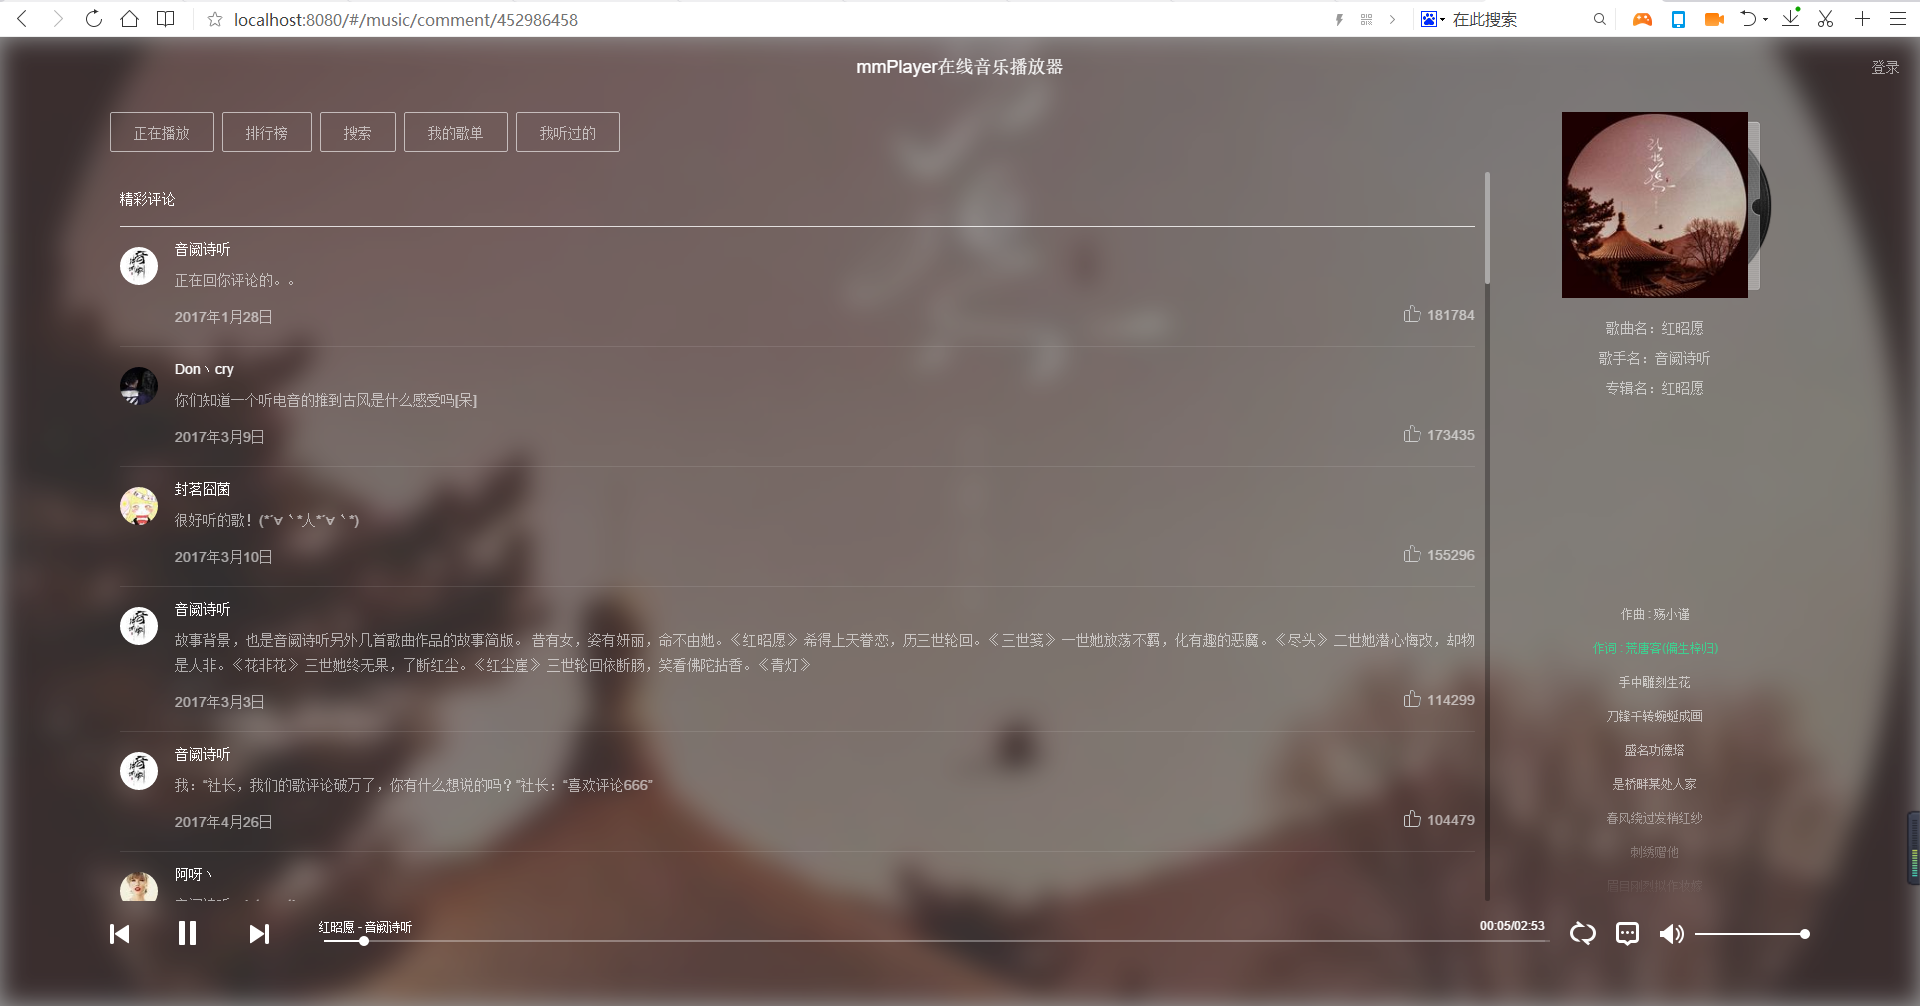 localhost:8080/#/music/comment/452986458
在此搜索
mmPlayer在线音乐播放器
登录
正在播放
排行榜
搜索
我的歌单
我听过的
精彩评论
音阙诗听
正在回你评论的。。
2017年1月28日
181784
Don丶cry
你们知道一个听电音的推到古风是什么感受吗[呆]
2017年3月9日
173435
封茗囧菌
很好听的歌！(*´∀｀*人*´∀｀*)
2017年3月10日
155296
音阙诗听
故事背景，也是音阙诗听另外几首歌曲作品的故事简版。 昔有女，姿有妍丽，命不由她。《红昭愿》 希得上天眷恋，历三世轮回。《三世笺》 一世她放荡不羁，化有趣的恶魔。《尽头》 二世她潜心悔改，却物
是人非。《花非花》 三世她终无果，了断红尘。《红尘崖》 三世轮回依断肠，笑看佛陀拈香。《青灯》
2017年3月3日
114299
音阙诗听
我："社长，我们的歌评论破万了，你有什么想说的吗？"社长："喜欢评论666"
2017年4月26日
104479
阿呀丶
歌曲名：红昭愿
歌手名：音阙诗听
专辑名：红昭愿
作曲 : 殇小谨
作词 : 荒唐客(倔生梓归)
手中雕刻生花
刀锋千转蜿蜒成画
盛名功德塔
是桥畔某处人家
春风绕过发梢红纱
刺绣赠他
眉目刚烈拟作妆嫁
红昭愿 - 音阙诗听
00:05/02:53